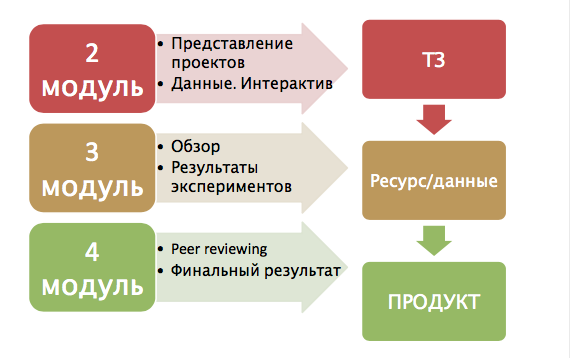 2
модуль
• Представление
проектов
• Данные. Интерактив
ТЗ
3
модуль
• Обзор
• Результаты
экспериментов
Ресурс/данные
4
модуль
• Peer reviewing
• Финальный результат
ПРОДУКТ